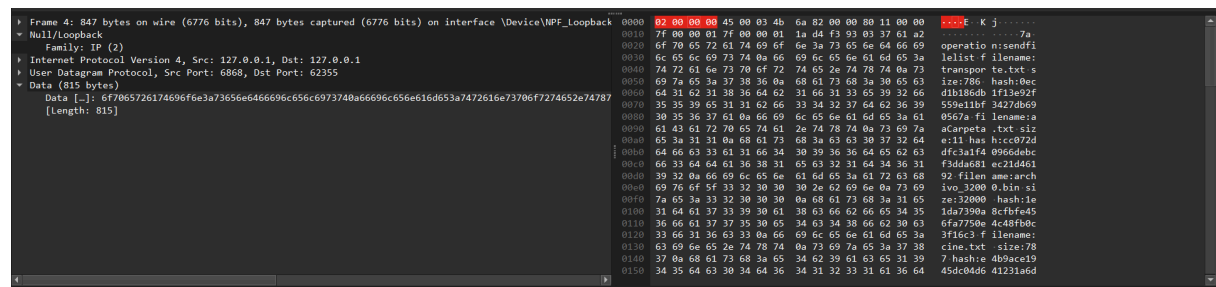 Frame 4: 847 bytes on wire (6776 bits), 847 bytes captured (6776 bits) on interface \Device\NPF_Loopback
Null/Loopback
Family: IP (2)
Internet Protocol Version 4, Src: 127.0.0.1, Dst: 127.0.0.1
User Datagram Protocol, Src Port: 6868, Dst Port: 62355
Data (815 bytes)
Data […]: 6f7065726174696f6e3a73656e6466696c656c6973740a66696c656e616d653a7472616e73706f7274652e74787
[Length: 815]
0000 02 00 00 00 45 00 03 4b 6a 82 00 00 80 11 00 00 ····E··K j·······
0010 7f 00 00 01 7f 00 00 01 1a d4 f3 93 03 37 61 a2 ········ ·····7a·
0020 6f 70 65 72 61 74 69 6f 6e 3a 73 65 6e 64 66 69 operatio n:sendfi
0030 6c 65 6c 69 73 74 0a 66 69 6c 65 6e 61 6d 65 3a lelist·f ilename:
0040 74 72 61 6e 73 70 6f 72 74 65 2e 74 78 74 0a 73 transpor te.txt·s
0050 69 7a 65 3a 37 38 36 0a 68 61 73 68 3a 30 65 63 ize:786· hash:0ec
0060 64 31 62 31 38 36 64 62 31 66 31 33 65 39 32 66 d1b186db 1f13e92f
0070 35 35 39 65 31 31 62 66 33 34 32 37 64 62 36 39 559e11bf 3427db69
0080 30 35 36 37 61 0a 66 69 6c 65 6e 61 6d 65 3a 61 0567a·fi lename:a
0090 61 43 61 72 70 65 74 61 2e 74 78 74 0a 73 69 7a aCarpeta .txt·siz
00a0 65 3a 31 31 0a 68 61 73 68 3a 63 63 30 37 32 64 e:11·has h:cc072d
00b0 64 66 63 33 61 31 66 34 30 39 36 36 64 65 62 63 dfc3a1f4 0966debc
00c0 66 33 64 64 61 36 38 31 65 63 32 31 64 34 36 31 f3dda681 ec21d461
00d0 39 32 0a 66 69 6c 65 6e 61 6d 65 3a 61 72 63 68 92·filen ame:arch
00e0 69 76 6f 5f 33 32 30 30 30 2e 62 69 6e 0a 73 69 ivo_3200 0.bin·si
00f0 7a 65 3a 33 32 30 30 30 0a 68 61 73 68 3a 31 65 ze:32000 ·hash:1e
0100 31 64 61 37 33 39 30 61 38 63 66 62 66 65 34 35 1da7390a 8cfbfe45
0110 36 66 61 37 37 35 30 65 34 63 34 38 66 62 30 63 6fa7750e 4c48fb0c
0120 33 66 31 36 63 33 0a 66 69 6c 65 6e 61 6d 65 3a 3f16c3·f ilename:
0130 63 69 6e 65 2e 74 78 74 0a 73 69 7a 65 3a 37 38 cine.txt ·size:78
0140 37 0a 68 61 73 68 3a 65 34 62 39 61 63 65 31 39 7·hash:e 4b9ace19
0150 34 35 64 63 30 34 64 36 34 31 32 33 31 61 36 64 45dc04d6 41231a6d